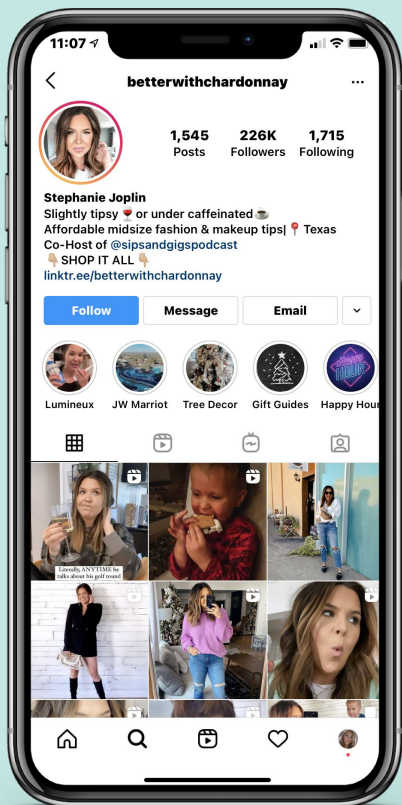 11:07
betterwithchardonnay
1,545 226K 1,715
Posts Followers Following
Stephanie Joplin
Slightly tipsy 🍷 or under caffeinated ☕
Affordable midsize fashion & makeup tips| 📍 Texas
Co-Host of @sipsandgigspodcast
👇🏼 SHOP IT ALL 👇🏼
linktr.ee/betterwithchardonnay
Follow Message Email
HOUR
Lumineux JW Marriot Tree Decor Gift Guides Happy Hour
Literally, ANYTIME he
talks about his golf round